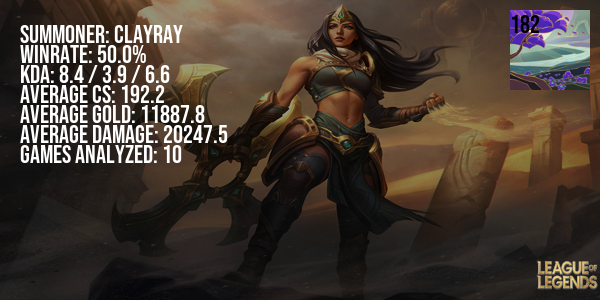 SUMMONER: CLAYRAY
WINRATE: 50.0%
KDA: 8.4 / 3.9 / 6.6
AVERAGE CS: 192.2
AVERAGE GOLD: 11887.8
AVERAGE DAMAGE: 20247.5
GAMES ANALYZED: 10
182
LEAGUE OF
LEGENDS